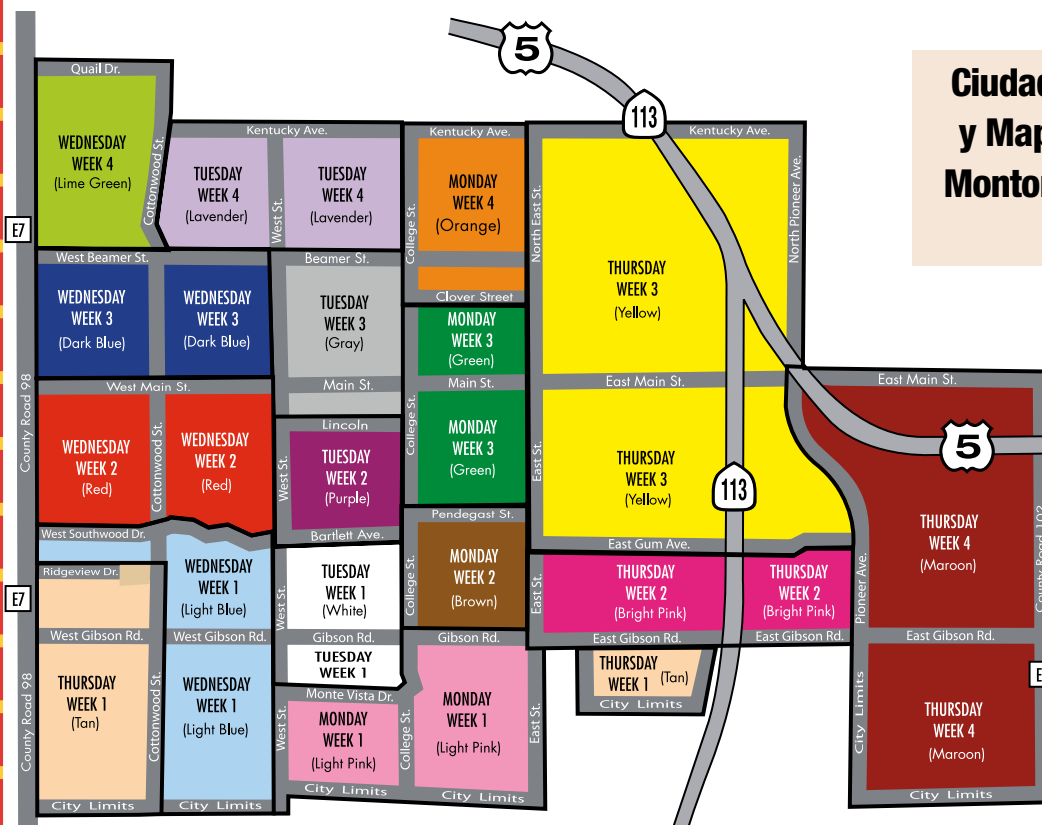 5
113
Ciudad
y Map
Quail Dr.
Kentucky Ave.
Kentucky Ave.
Kentucky Ave.
WEDNESDAY
WEEK 4
(Lime Green)
Cottonwood St.
TUESDAY
WEEK 4
(Lavender)
West St.
TUESDAY
WEEK 4
(Lavender)
College St.
MONDAY
WEEK 4
(Orange)
North East St.
North Pioneer Ave.
E7
West Beamer St.
Beamer St.
THURSDAY
WEEK 3
(Yellow)
WEDNESDAY
WEEK 3
(Dark Blue)
WEDNESDAY
WEEK 3
(Dark Blue)
TUESDAY
WEEK 3
(Gray)
Clover Street
MONDAY
WEEK 3
(Green)
County Road 98
West Main St.
Main St.
Main St.
East Main St.
East Main St.
WEDNESDAY
WEEK 2
(Red)
Cottonwood St.
WEDNESDAY
WEEK 2
(Red)
Lincoln
West St.
TUESDAY
WEEK 2
(Purple)
College St.
MONDAY
WEEK 3
(Green)
East St.
THURSDAY
WEEK 3
(Yellow)
113
5
Pendegast St.
West Southwood Dr.
Bartlett Ave.
East Gum Ave.
THURSDAY
WEEK 4
(Maroon)
County Road 102
Ridgeview Dr.
E7
WEDNESDAY
WEEK 1
(Light Blue)
West St.
TUESDAY
WEEK 1
(White)
College St.
MONDAY
WEEK 2
(Brown)
East St.
THURSDAY
WEEK 2
(Bright Pink)
THURSDAY
WEEK 2
(Bright Pink)
Pioneer Ave.
West Gibson Rd.
West Gibson Rd.
Gibson Rd.
Gibson Rd.
East Gibson Rd.
East Gibson Rd.
East Gibson Rd.
County Road 98
THURSDAY
WEEK 1
(Tan)
Cottonwood St.
WEDNESDAY
WEEK 1
(Light Blue)
TUESDAY
WEEK 1
Monte Vista Dr.
West St.
MONDAY
WEEK 1
(Light Pink)
College St.
MONDAY
WEEK 1
(Light Pink)
East St.
THURSDAY
WEEK 1 (Tan)
City Limits
City Limits
THURSDAY
WEEK 4
(Maroon)
City Limits
City Limits
City Limits
City Limits
City Limits